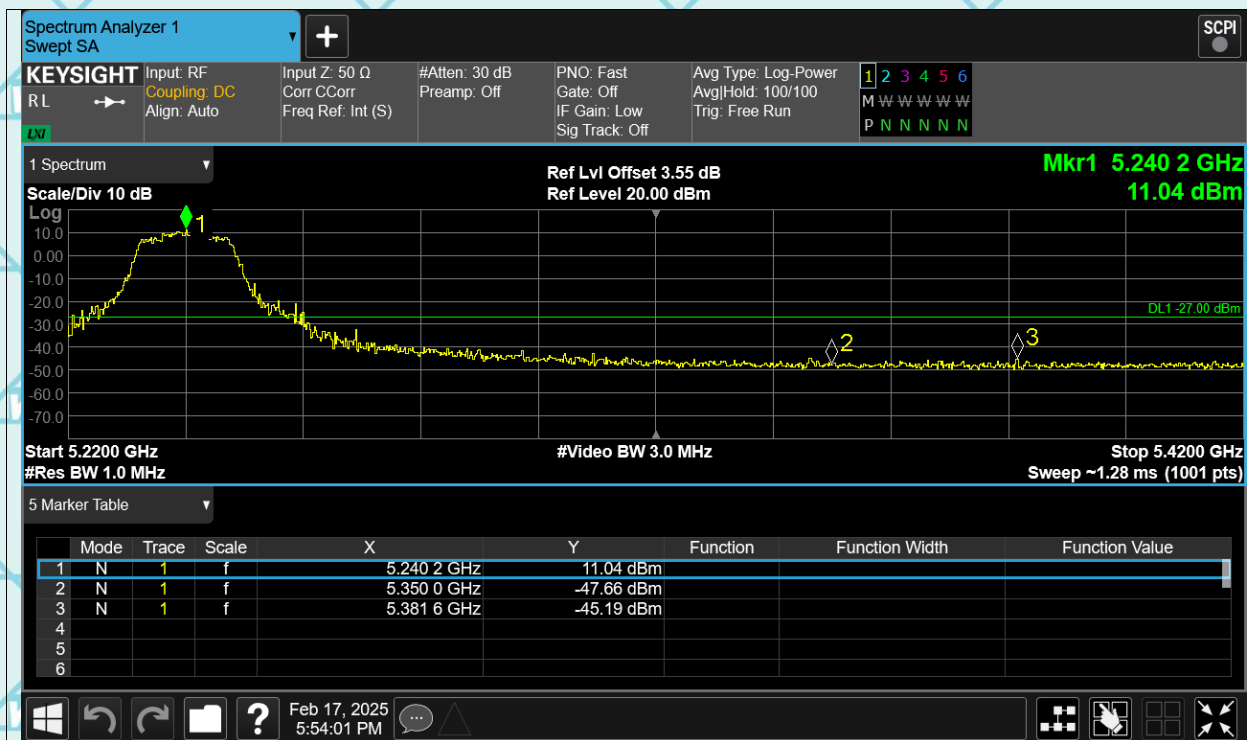 Spectrum Analyzer 1
Swept SA
+
SCPI
KEYSIGHT
R L
LXI
Input: RF
Coupling: DC
Align: Auto
Input Z: 50 Ω
Corr CCorr
Freq Ref: Int (S)
#Atten: 30 dB
Preamp: Off
PNO: Fast
Gate: Off
IF Gain: Low
Sig Track: Off
Avg Type: Log-Power
Avg|Hold: 100/100
Trig: Free Run
1 2 3 4 5 6
M W W W W W
P N N N N N
1 Spectrum
Scale/Div 10 dB
Ref Lvl Offset 3.55 dB
Ref Level 20.00 dBm
Mkr1 5.240 2 GHz
11.04 dBm
Log
1
10.0
0.00
-10.0
-20.0
DL1 -27.00 dBm
-30.0
-40.0
2
3
-50.0
-60.0
-70.0
Start 5.2200 GHz
#Video BW 3.0 MHz
Stop 5.4200 GHz
#Res BW 1.0 MHz
Sweep ~1.28 ms (1001 pts)
5 Marker Table
Mode Trace Scale X Y Function Function Width Function Value
1 N 1 f 5.240 2 GHz 11.04 dBm
2 N 1 f 5.350 0 GHz -47.66 dBm
3 N 1 f 5.381 6 GHz -45.19 dBm
4
5
6
?
Feb 17, 2025
5:54:01 PM